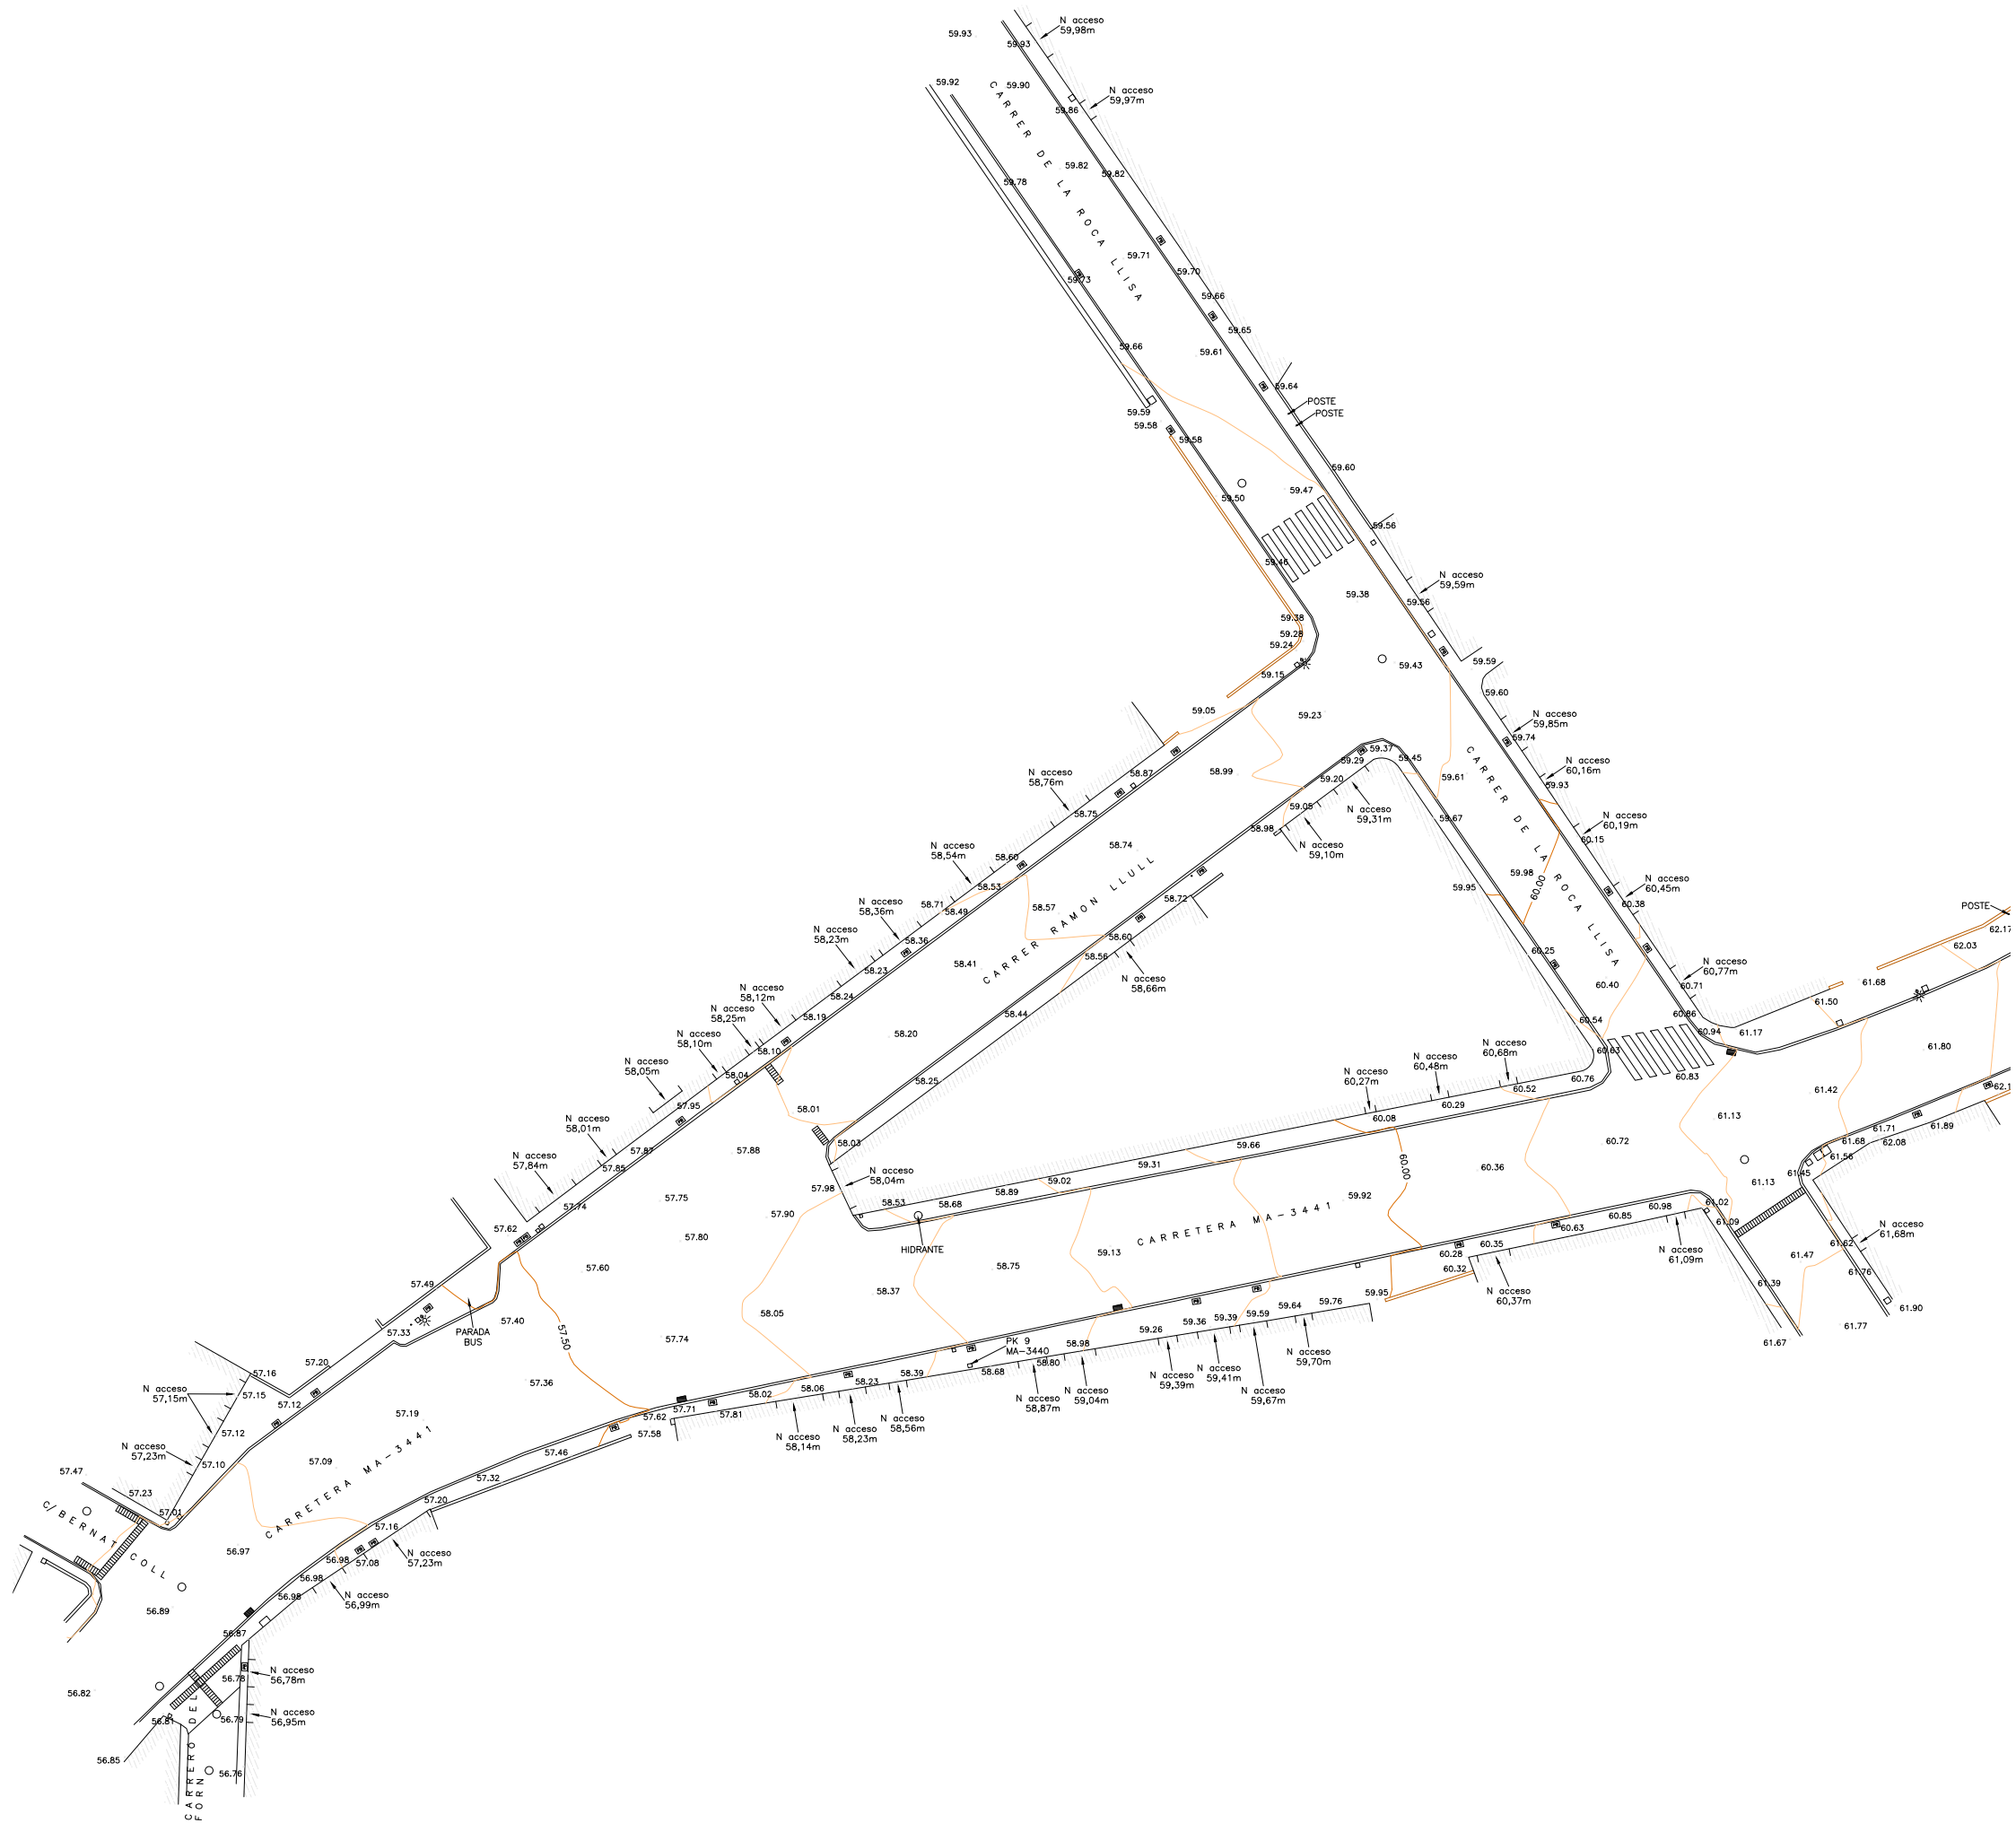 N acceso
59,98m
59.93
59.93
59.92
59.90
N acceso
59,97m
59.86
CARRER DE LA ROCA LLISA
59.82
59.82
59.78
59.71
59.70
59.73
59.66
59.65
59.66
59.61
59.64
POSTE
POSTE
59.59
59.58
59.58
59.60
59.47
59.50
59.56
59.46
N acceso
59,59m
59.38
59.56
59.38
59.28
59.24
59.43
59.59
59.15
59.60
59.05
59.23
N acceso
59,85m
59.74
59.37
59.45
59.29
58.99
58.87
N acceso
58,76m
59.20
59.61
N acceso
60,16m
59.93
59.05
N acceso
59,31m
58.75
59.67
CARRER DE LA ROCA LLISA
N acceso
60,19m
60.15
58.98
N acceso
59,10m
58.74
N acceso
58,54m
58.60
58.53
59.98
59.95
60.00
N acceso
60,45m
60.38
CARRER RAMON LLULL
58.72
N acceso
58,36m
58.71
58.49
58.57
POSTE
62.17
62.03
N acceso
58,23m
58.36
58.60
58.56
60.25
58.41
58.23
N acceso
58,66m
N acceso
60,77m
60.40
61.68
N acceso
58,12m
58.24
60.71
61.50
N acceso
58,25m
58.19
58.44
60.86
60.54
60.94
61.17
N acceso
58,10m
58.10
58.20
60.63
61.80
N acceso
60,68m
N acceso
60,48m
N acceso
60,27m
N acceso
58,05m
58.04
58.25
60.76
60.83
60.52
57.95
58.01
60.29
60.08
61.13
61.42
N acceso
58,01m
57.87
57.88
58.03
59.66
60.72
61.71
61.89
62.08
61.68
61.56
N acceso
57,84m
57.85
N acceso
58,04m
59.31
60.00
60.36
61.45
61.13
57.74
57.75
57.98
59.02
58.89
59.92
61.02
60.98
60.85
61.09
57.62
57.80
57.90
58.53
58.68
CARRETERA MA-3441
60.63
N acceso
61,09m
N acceso
61,68m
61.62
HIDRANTE
59.13
60.28
60.35
60.32
61.47
61.76
57.60
58.75
59.95
N acceso
60,37m
61.39
61.90
57.49
58.37
61.77
61.67
57.40
58.05
59.76
59.64
59.59
59.39
59.36
PARADA
BUS
57.50
57.74
57.33
59.26
PK 9
MA-3440
58.98
58.80
58.68
58.39
N acceso
59,70m
N acceso
59,67m
N acceso
59,41m
N acceso
59,39m
N acceso
59,04m
N acceso
58,87m
57.20
57.16
57.36
58.23
58.06
58.02
N acceso
58,56m
N acceso
58,23m
N acceso
58,14m
57.15
N acceso
57,15m
57.12
57.19
57.71
57.62
57.81
57.58
57.12
CARRETERA MA-3441
57.46
N acceso
57,23m
57.10
57.09
57.32
57.47
57.23
57.01
57.20
57.16
C/BERNAT COLL
56.97
57.08
56.98
N acceso
57,23m
56.98
56.98
N acceso
56,99m
56.89
56.87
N acceso
56,78m
56.78
56.82
56.81
56.79
N acceso
56,95m
56.85
56.76
CARRERÓ DEL
FORN